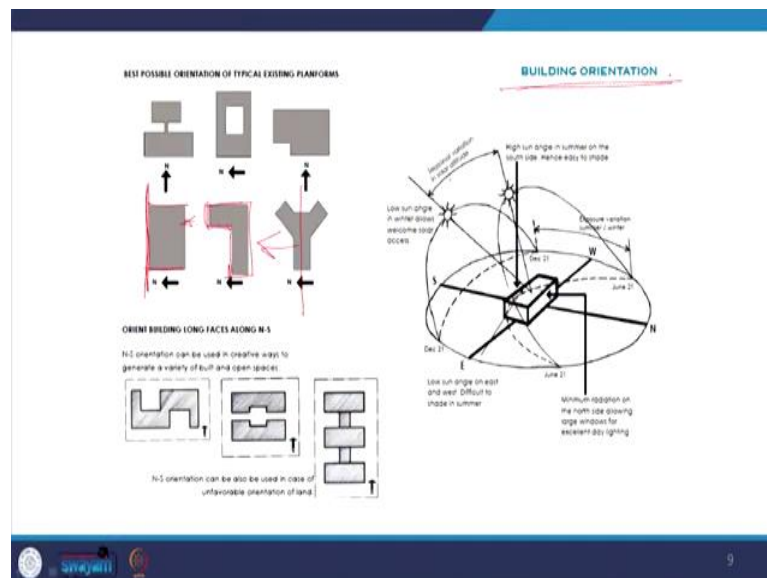 BUILDING ORIENTATION
BEST POSSIBLE ORIENTATION OF TYPICAL EXISTING PLANFORMS
N
N
N
N
N
N
ORIENT BUILDING LONG FACES ALONG N-S
N-S orientation can be used in creative ways to
generate a variety of built and open spaces
N-S orientation can be also be used in case of
unfavorable orientation of land.
Seasonal variation
in solar altitude
High sun angle in summer on the
south side. Hence easy to shade
Low sun angle
in winter allows
welcome solar
access
Exposure variation
summer / winter
Dec 21
W
June 21
S
N
Dec 21
E
June 21
Low sun angle on east
and west. Difficult to
shade in summer
Minimum radiation on
the north side allowing
large windows for
excellent day lighting
swayam
9